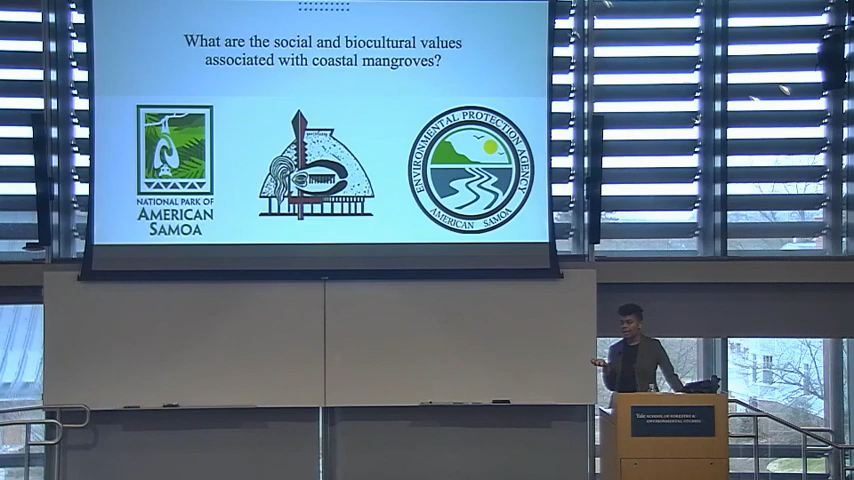 What are the social and biocultural values
associated with coastal mangroves?
NATIONAL PARK OF
AMERICAN
SAMOA
ENVIRONMENTAL PROTECTION AGENCY
AMERICAN SAMOA
Yale SCHOOL OF FORESTRY &
ENVIRONMENTAL STUDIES